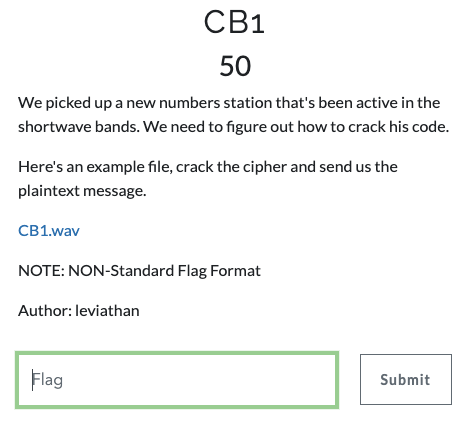 CB1
50
We picked up a new numbers station that's been active in the
shortwave bands. We need to figure out how to crack his code.
Here's an example file, crack the cipher and send us the
plaintext message.
CB1.wav
NOTE: NON-Standard Flag Format
Author: leviathan
Flag
Submit